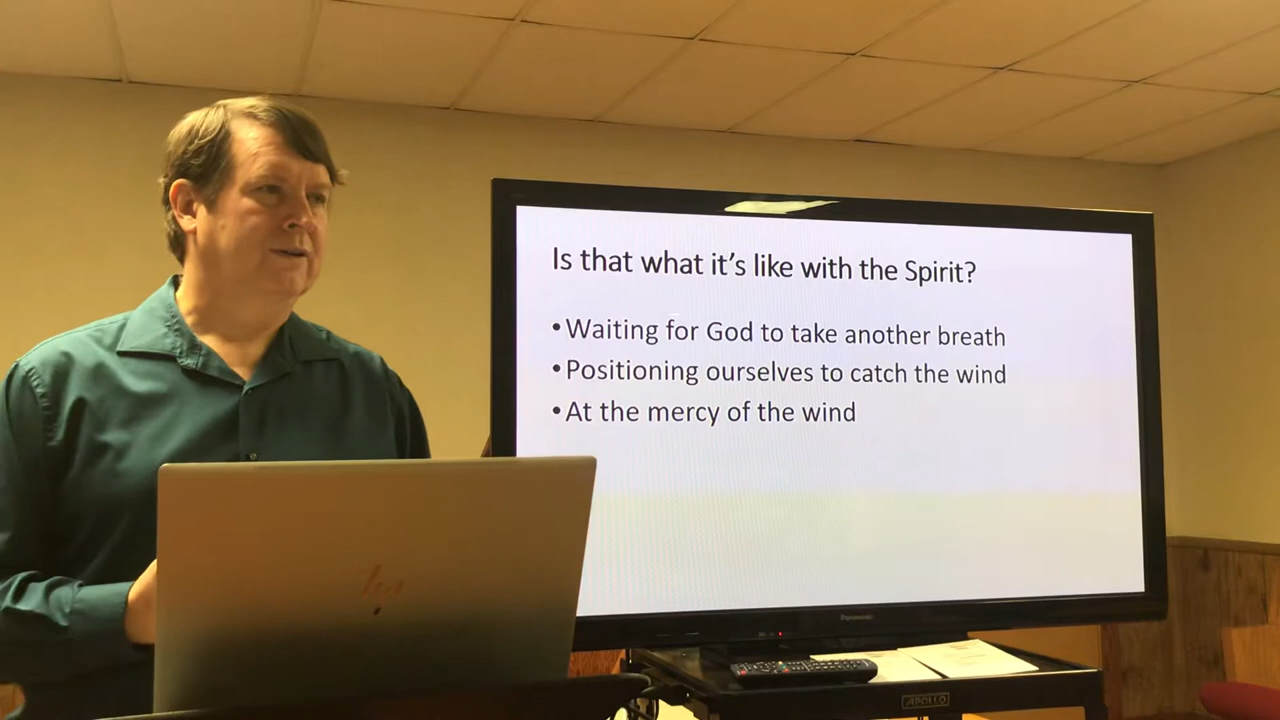 Is that what it's like with the Spirit?
•Waiting for God to take another breath
•Positioning ourselves to catch the wind
•At the mercy of the wind
hp
Panasonic
APOLLO